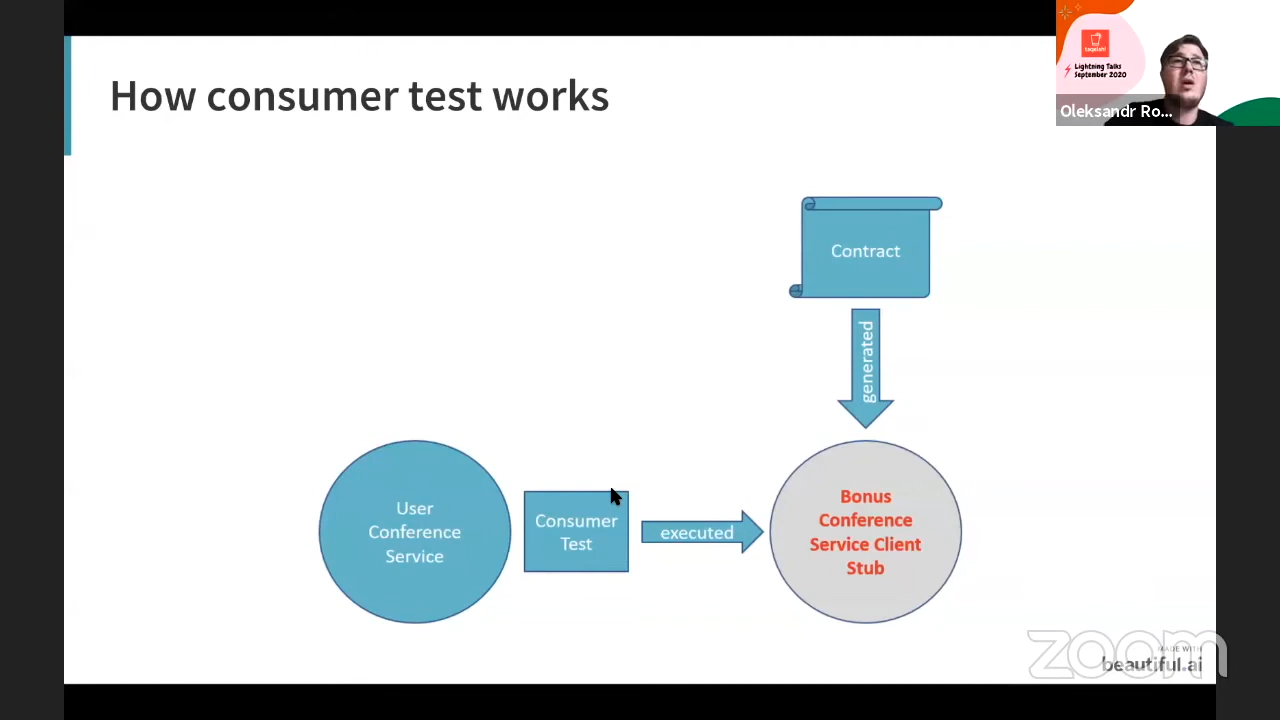 How consumer test works
tagelahi
Lightning Talks
September 2020
Oleksandr Ro...
Contract
generated
User
Conference
Service
Consumer
Test
executed
Bonus
Conference
Service Client
Stub
zoom
MADE WITH
beautiful.ai